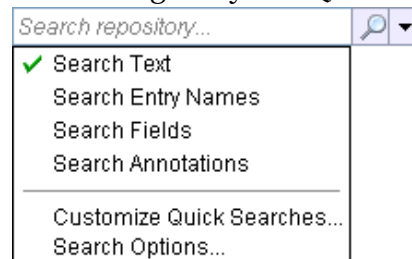 Search repository...
Search Text
Search Entry Names
Search Fields
Search Annotations
Customize Quick Searches...
Search Options...